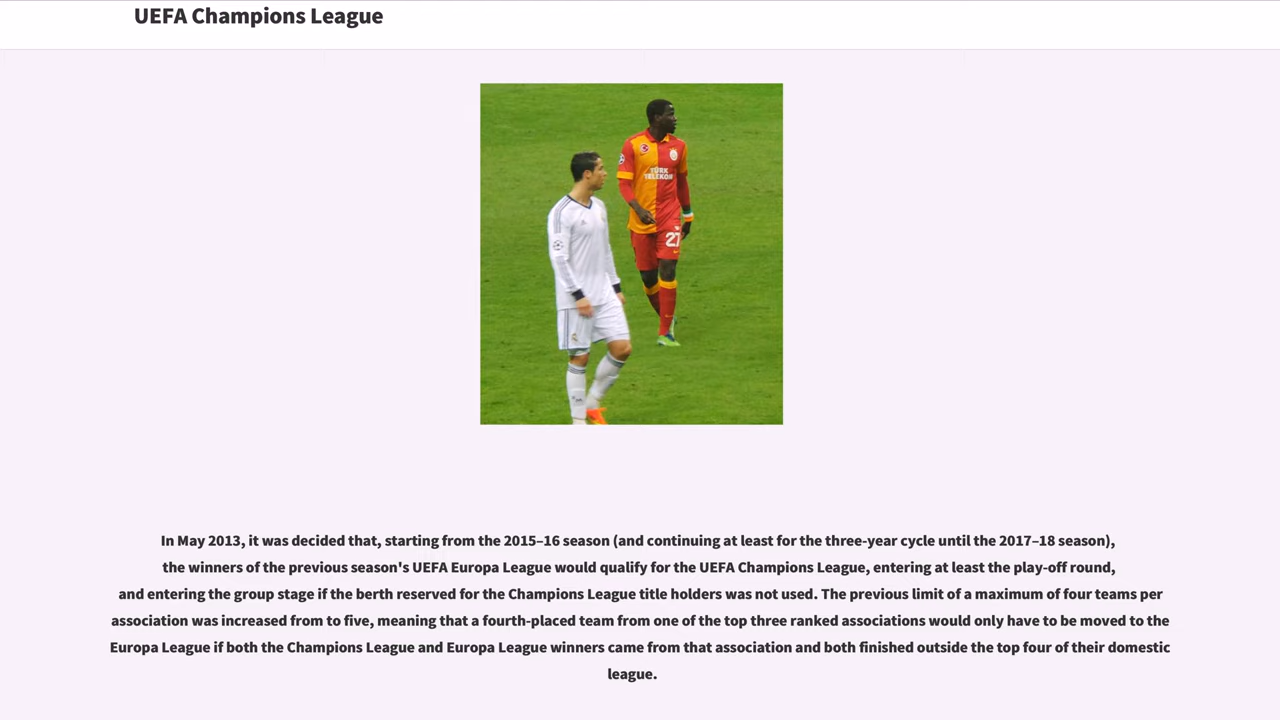 UEFA Champions League
TÜRK
TELEKOM
27
In May 2013, it was decided that, starting from the 2015–16 season (and continuing at least for the three-year cycle until the 2017–18 season),
the winners of the previous season's UEFA Europa League would qualify for the UEFA Champions League, entering at least the play-off round,
and entering the group stage if the berth reserved for the Champions League title holders was not used. The previous limit of a maximum of four teams per
association was increased from to five, meaning that a fourth-placed team from one of the top three ranked associations would only have to be moved to the
Europa League if both the Champions League and Europa League winners came from that association and both finished outside the top four of their domestic
league.